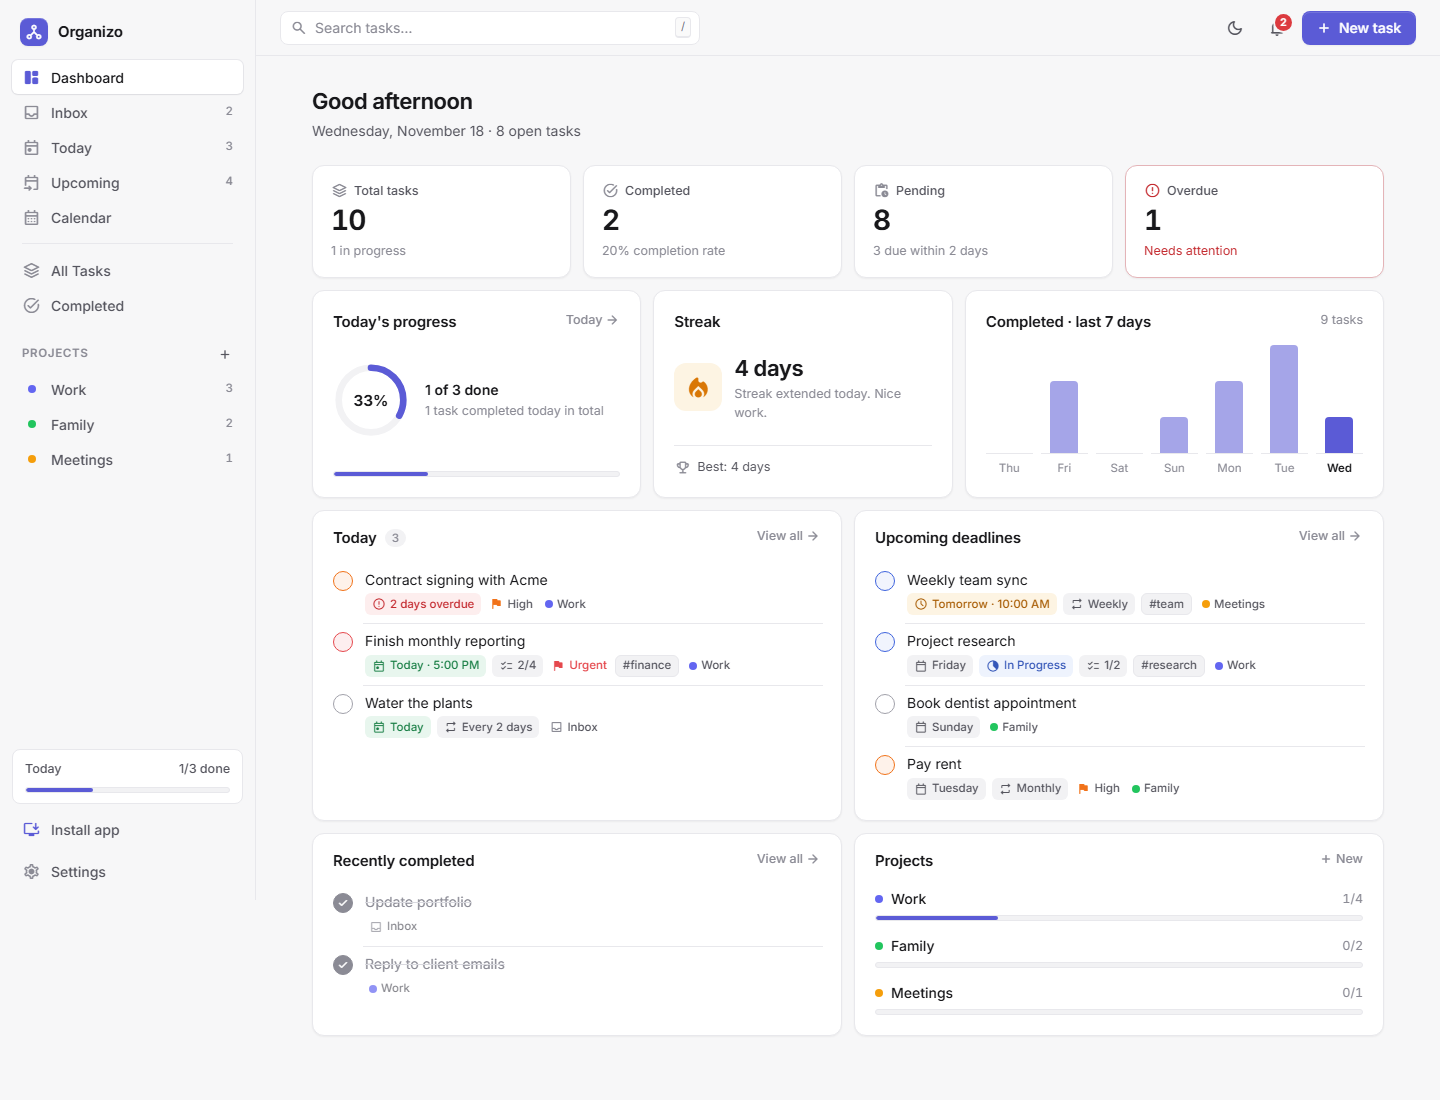 Organizo
Search tasks...
/
2
New task
Dashboard
Inbox 2
Today 3
Upcoming 4
Calendar
All Tasks
Completed
PROJECTS +
Work 3
Family 2
Meetings 1
Today 1/3 done
Install app
Settings
Good afternoon
Wednesday, November 18 · 8 open tasks
Total tasks
10
1 in progress
Completed
2
20% completion rate
Pending
8
3 due within 2 days
Overdue
1
Needs attention
Today's progress Today →
33%
1 of 3 done
1 task completed today in total
Streak
4 days
Streak extended today. Nice
work.
Best: 4 days
Completed · last 7 days 9 tasks
Thu Fri Sat Sun Mon Tue Wed
Today 3 View all →
Contract signing with Acme
2 days overdue High Work
Finish monthly reporting
Today · 5:00 PM 2/4 Urgent #finance Work
Water the plants
Today Every 2 days Inbox
Upcoming deadlines View all →
Weekly team sync
Tomorrow · 10:00 AM Weekly #team Meetings
Project research
Friday In Progress 1/2 #research Work
Book dentist appointment
Sunday Family
Pay rent
Tuesday Monthly High Family
Recently completed View all →
Update portfolio
Inbox
Reply to client emails
Work
Projects + New
Work 1/4
Family 0/2
Meetings 0/1